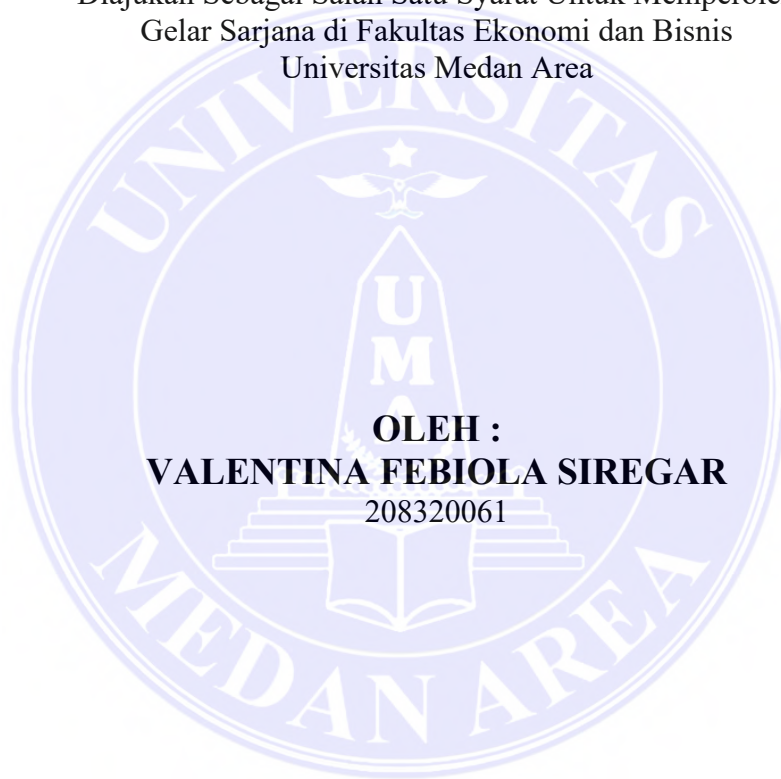 Diajukan Sebagai Salah Satu Syarat Untuk
Gelar Sarjana di Fakultas Ekonomi dan Bisnis
Universitas Medan Area
UNIVERSITAS
U
M
A
OLEH :
VALENTINA FEBIOLA SIREGAR
208320061
MEDAN AREA